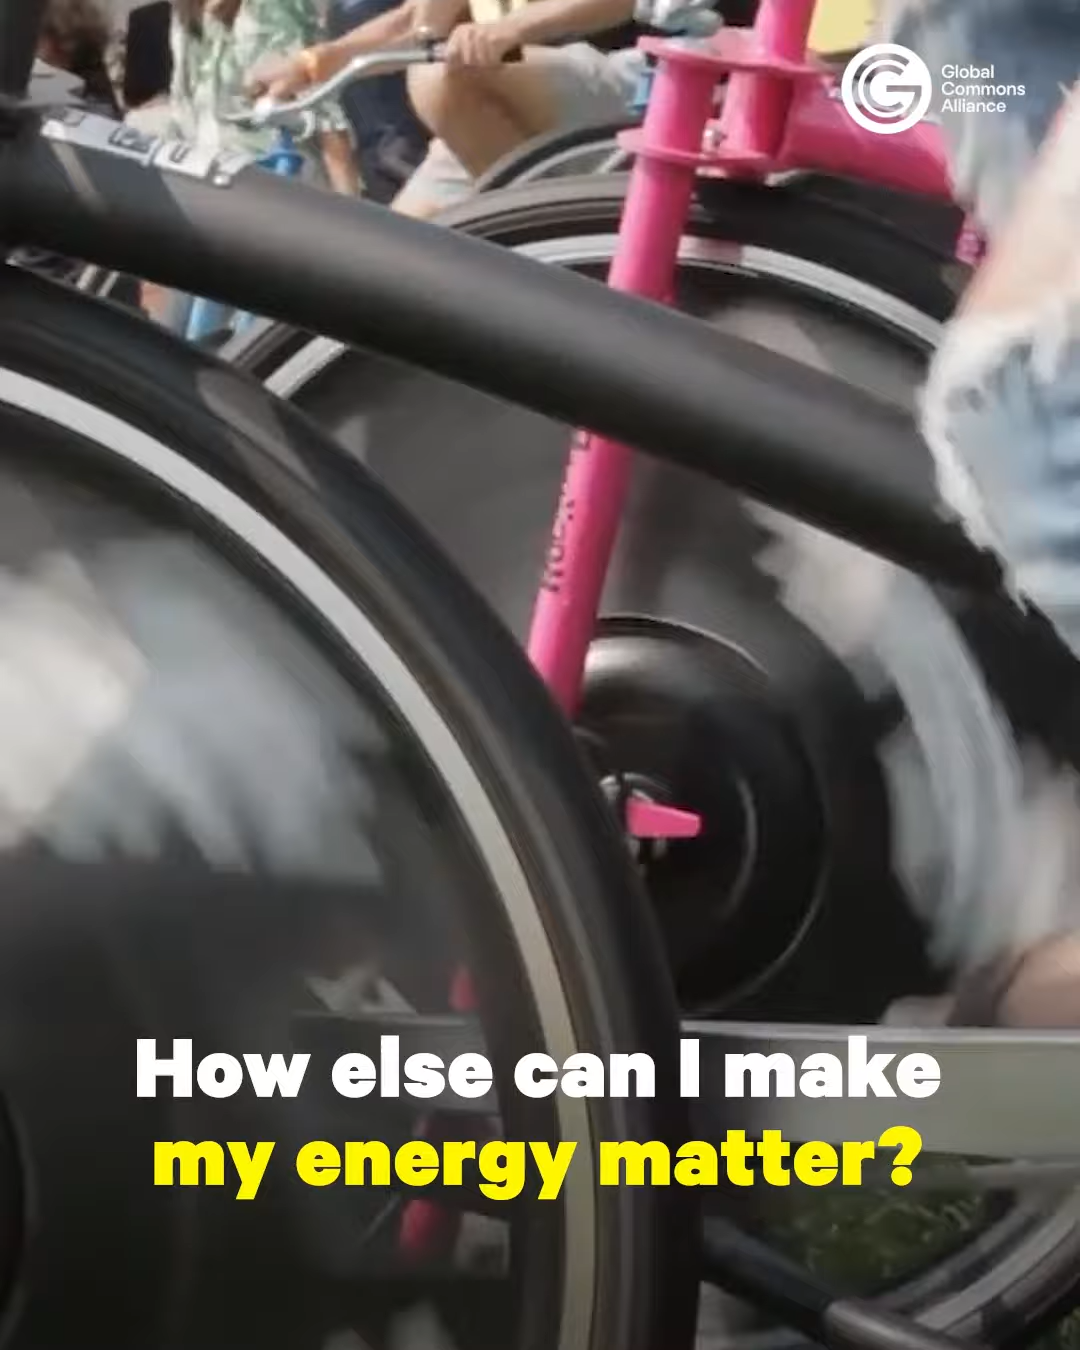 Global
Commons
Alliance
How else can I make
my energy matter?